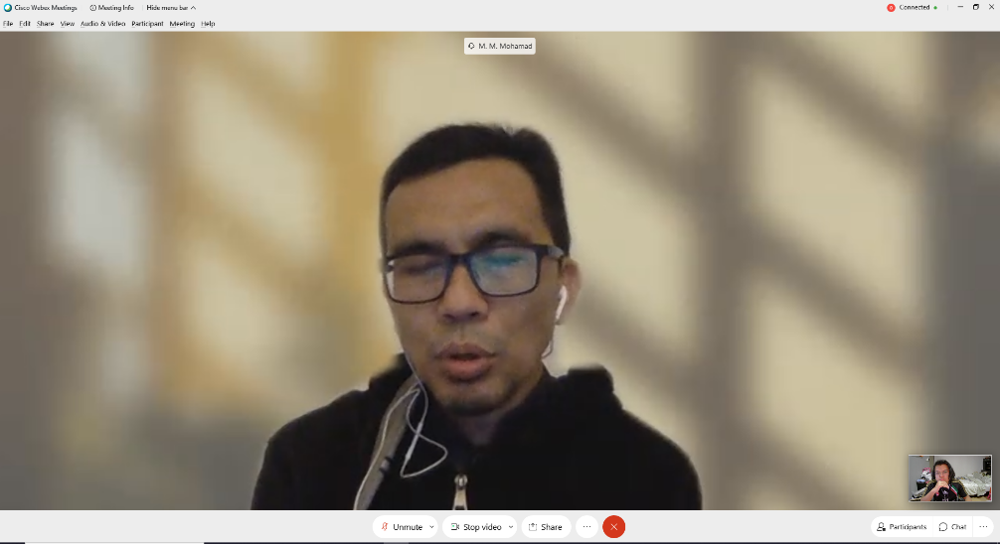 Cisco Webex Meetings Meeting Info Hide menu bar Connected
File Edit Share View Audio & Video Participant Meeting Help
M. M. Mohamad
Unmute Stop video Share Participants Chat